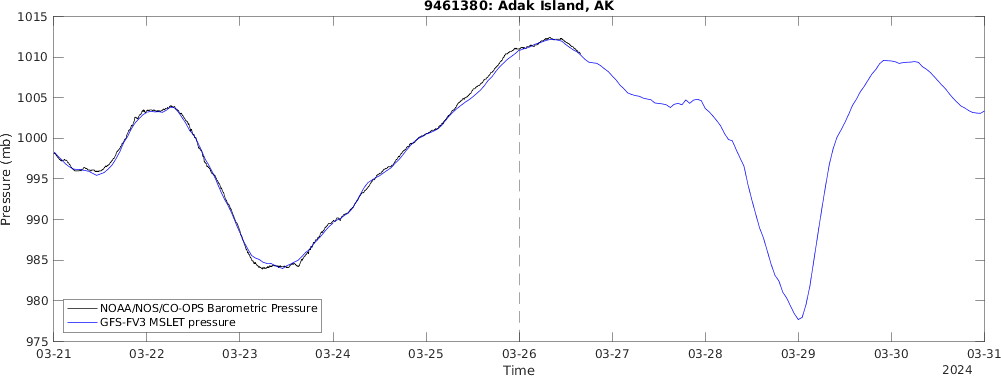 9461380: Adak Island, AK
Pressure (mb)
1015
1010
1005
1000
995
990
985
980
975
NOAA/NOS/CO-OPS Barometric Pressure
GFS-FV3 MSLET pressure
03-21 03-22 03-23 03-24 03-25 03-26 03-27 03-28 03-29 03-30 03-31
Time
2024